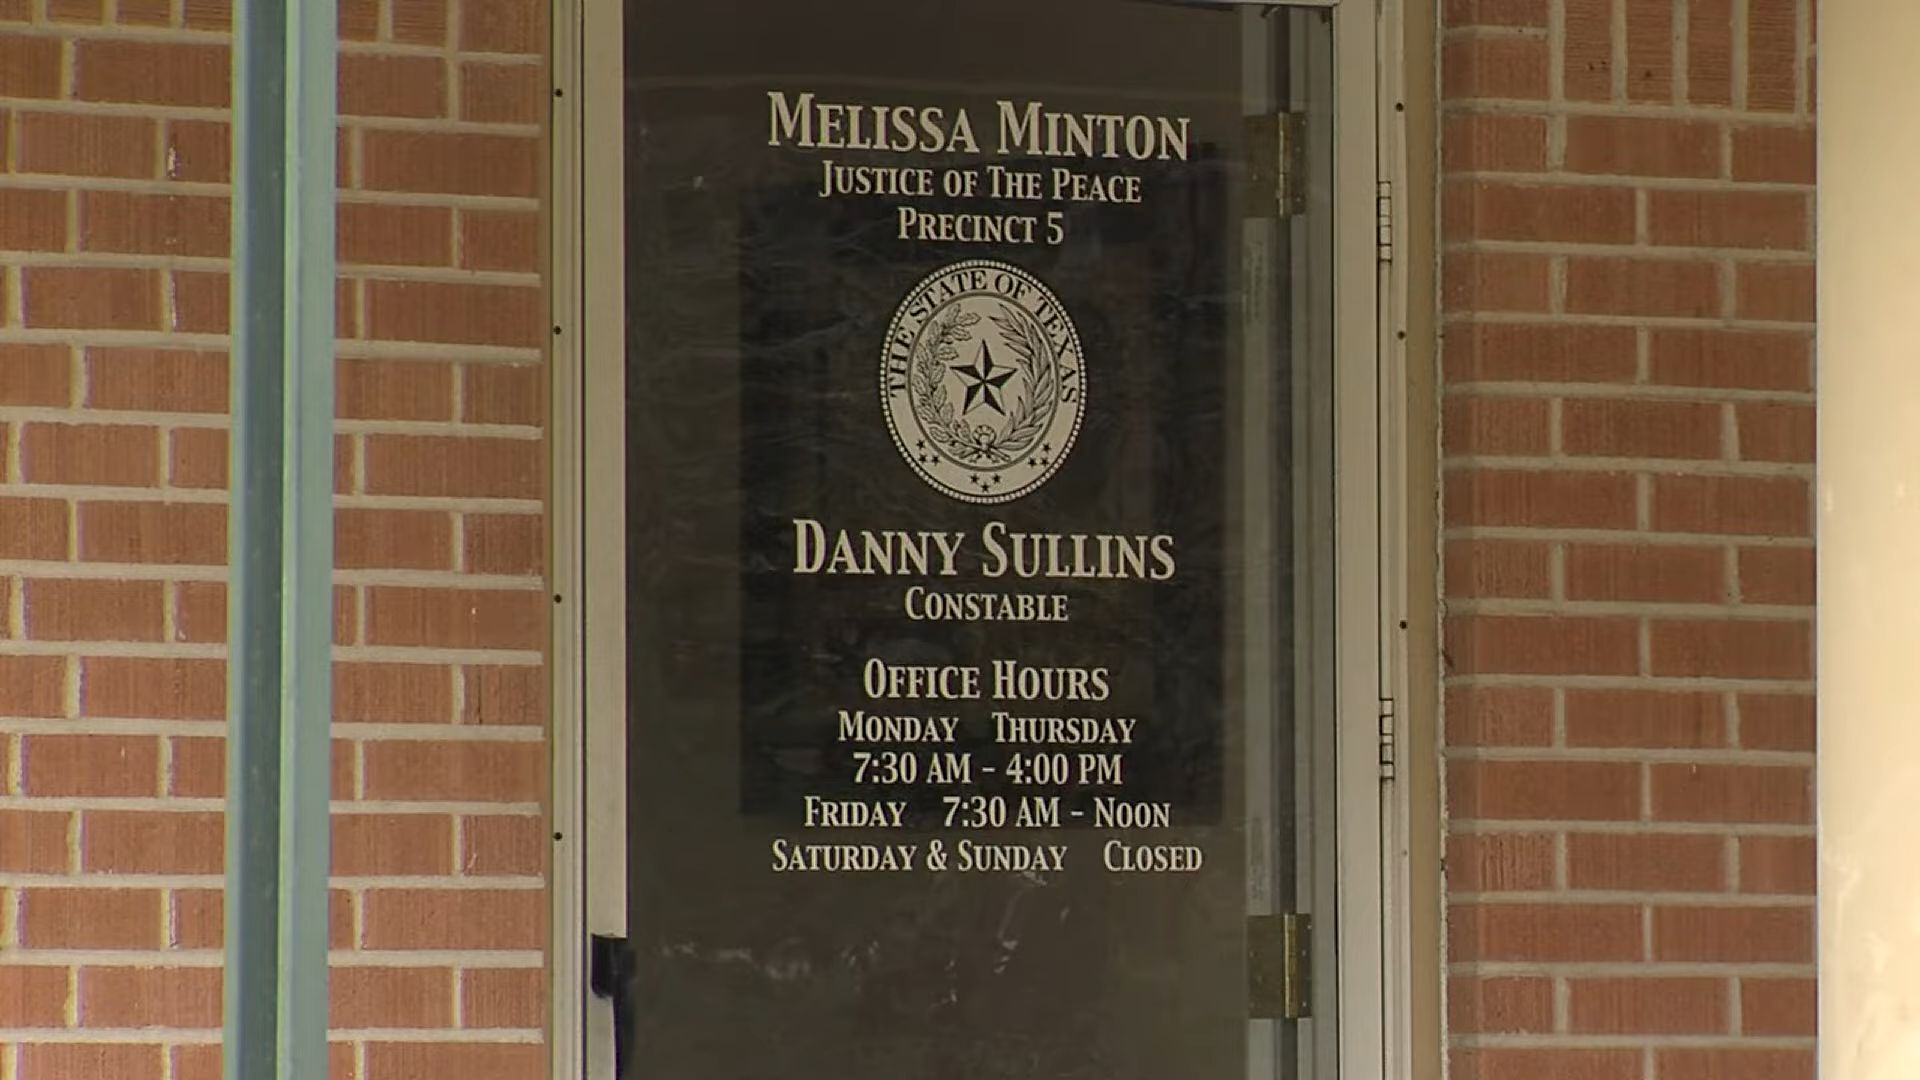 MELISSA MINTON
JUSTICE OF THE PEACE
PRECINCT 5
THE STATE OF TEXAS
DANNY SULLINS
CONSTABLE
OFFICE HOURS
MONDAY THURSDAY
7:30 AM - 4:00 PM
FRIDAY 7:30 AM - NOON
SATURDAY & SUNDAY CLOSED